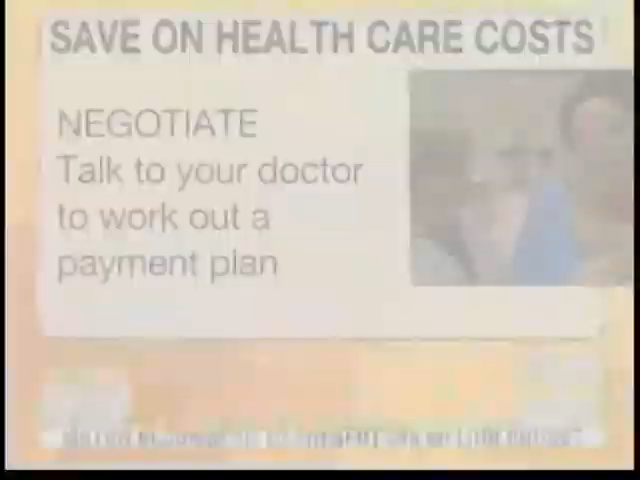 SAVE ON HEALTH CARE COSTS
NEGOTIATE
Talk to your doctor
to work out a
payment plan